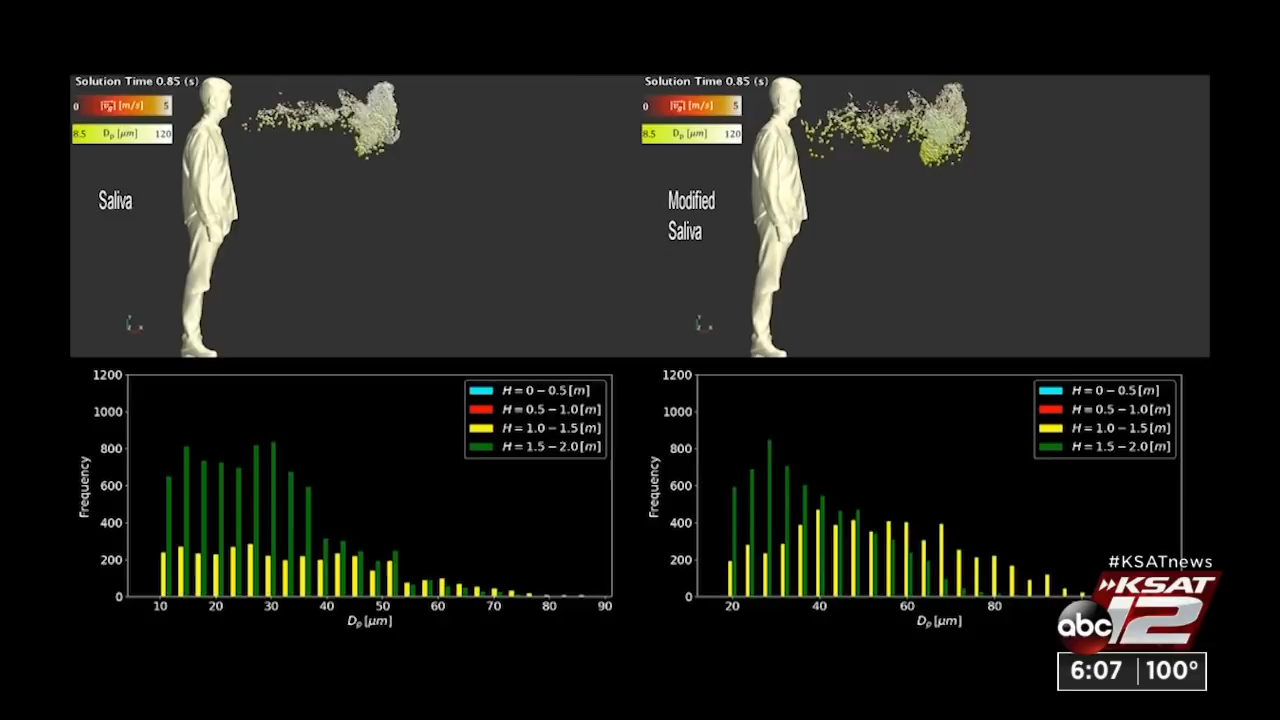 Solution Time 0.85 (s)
0 |v⃗g| [m/s] 5
8.5 Dp [μm] 120
Saliva
Solution Time 0.85 (s)
0 |v⃗g| [m/s] 5
8.5 Dp [μm] 120
Modified
Saliva
1200
1000
800
600
400
200
0
Frequency
H = 0 − 0.5 [m]
H = 0.5 − 1.0 [m]
H = 1.0 − 1.5 [m]
H = 1.5 − 2.0 [m]
10 20 30 40 50 60 70 80 90
Dp [μm]
1200
1000
800
600
400
200
0
Frequency
H = 0 − 0.5 [m]
H = 0.5 − 1.0 [m]
H = 1.0 − 1.5 [m]
H = 1.5 − 2.0 [m]
20 40 60 80
Dp [μm]
#KSATnews
KSAT
abc 12
6:07 100°